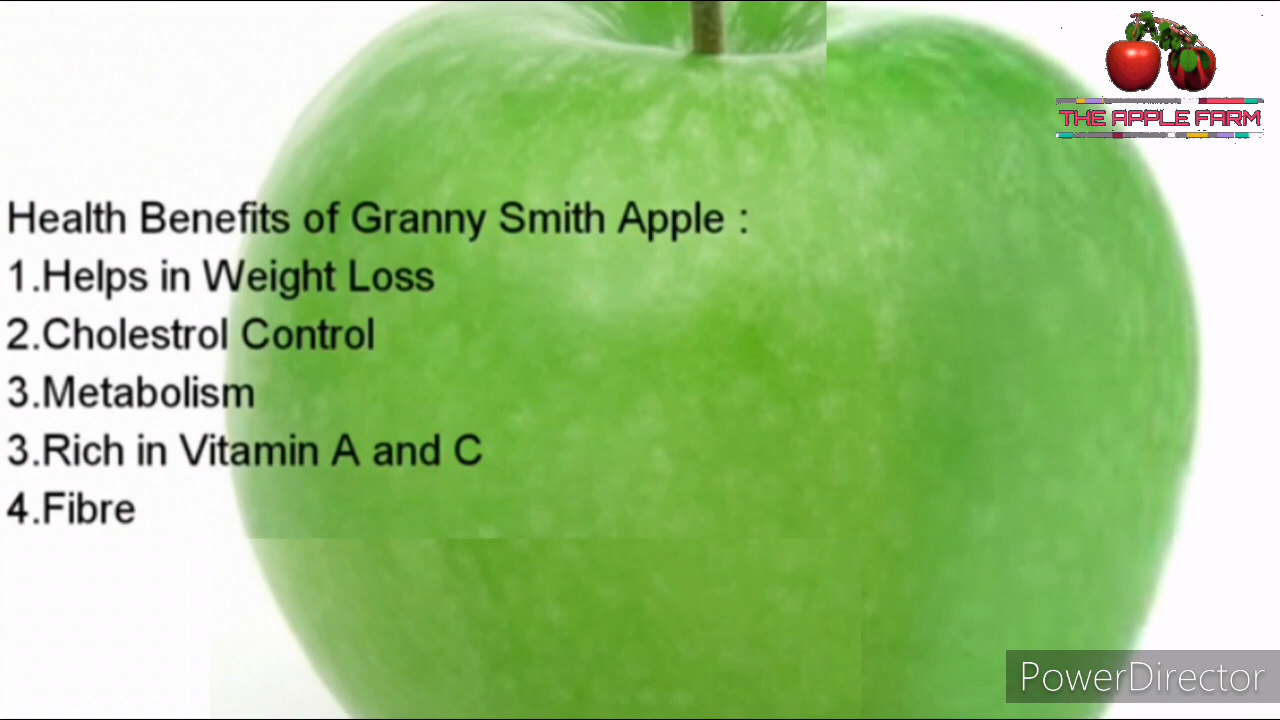 THE APPLE FARM
Health Benefits of Granny Smith Apple :
1.Helps in Weight Loss
2.Cholestrol Control
3.Metabolism
3.Rich in Vitamin A and C
4.Fibre
PowerDirector